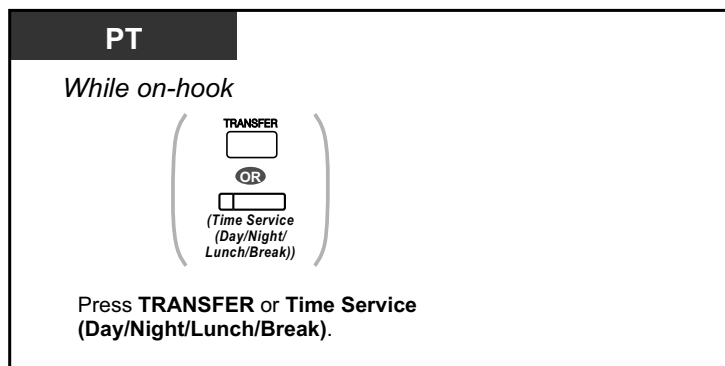 PT
While on-hook
TRANSFER
OR
(Time Service
(Day/Night/
Lunch/Break))
Press TRANSFER or Time Service
(Day/Night/Lunch/Break).